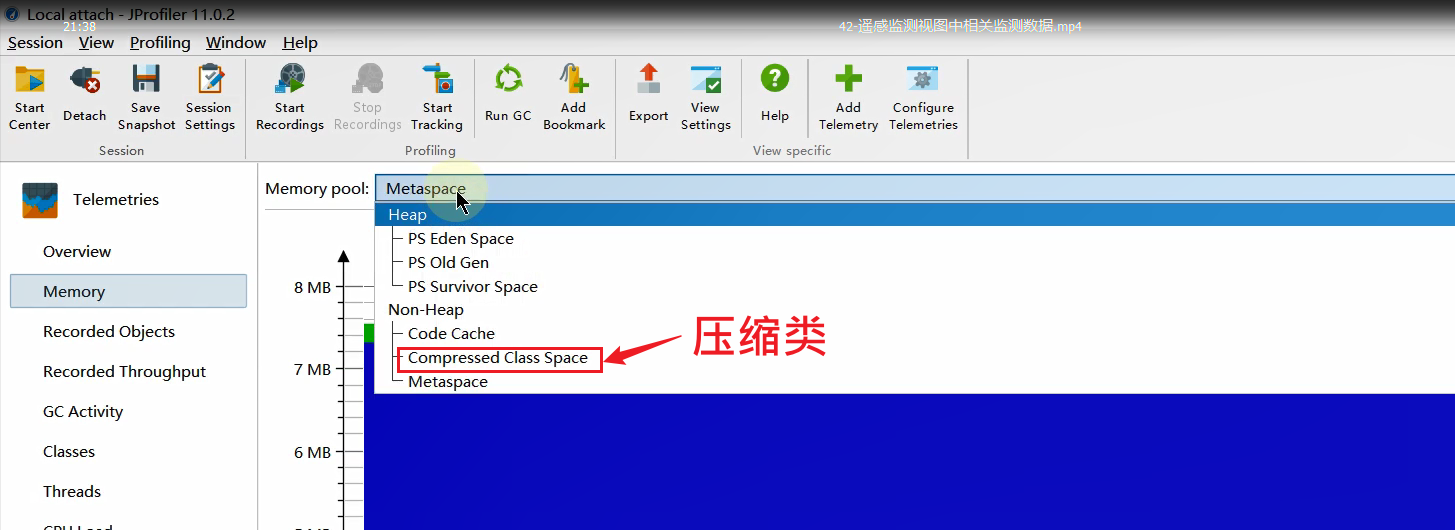 Local attach - JProfiler 11.0.2
21:38
42-遥感监测视图中相关监测数据.mp4
Session View Profiling Window Help
Start Center
Detach
Save Snapshot
Session Settings
Start Recordings
Stop Recordings
Start Tracking
Run GC
Add Bookmark
Export
View Settings
Help
Add Telemetry
Configure Telemetries
Session
Profiling
View specific
Telemetries
Overview
Memory
Recorded Objects
Recorded Throughput
GC Activity
Classes
Threads
CPU Load
Memory pool: Metaspace
Heap
PS Eden Space
PS Old Gen
PS Survivor Space
Non-Heap
Code Cache
Compressed Class Space
Metaspace
压缩类
8 MB
7 MB
6 MB
5 MB